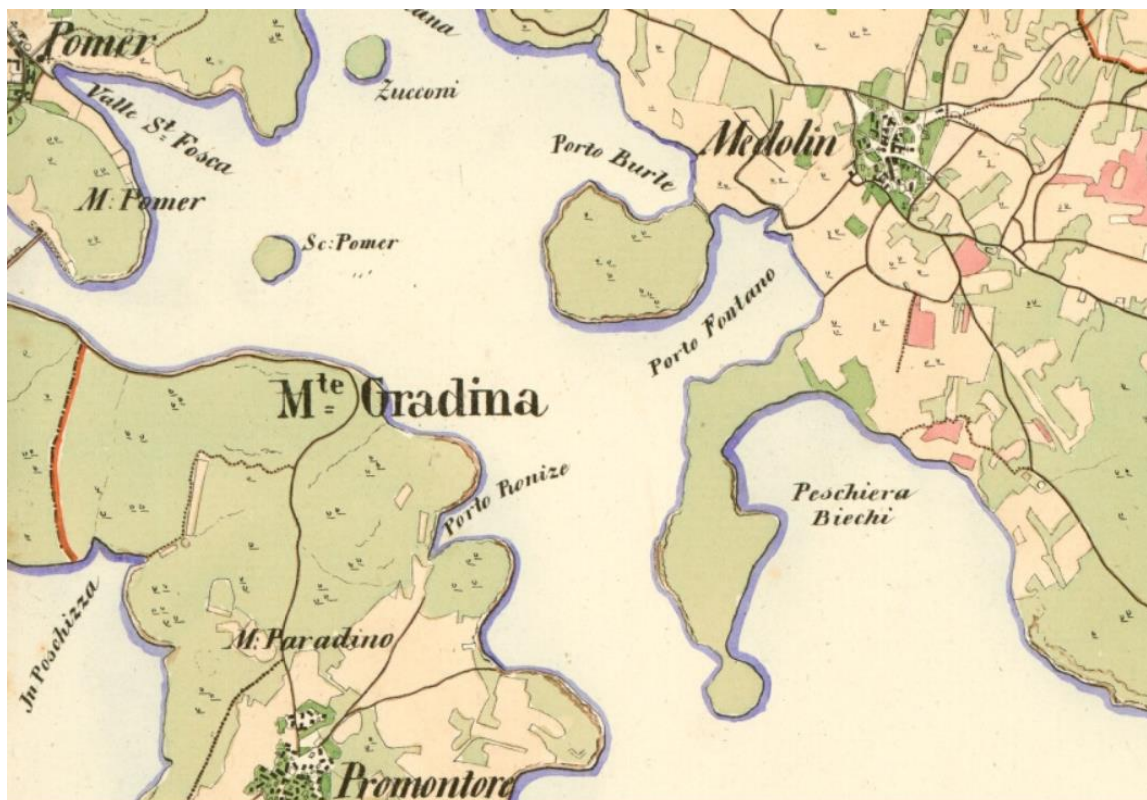 Pomer
Zucconi
Valle St. Fosca
Porto Burle
Medolin
M: Pomer
Sc: Pomer
Porto Fontano
Mte Gradina
Porto Ronize
Peschiera
Biechi
In Poschizza
M: Paradino
Promontore